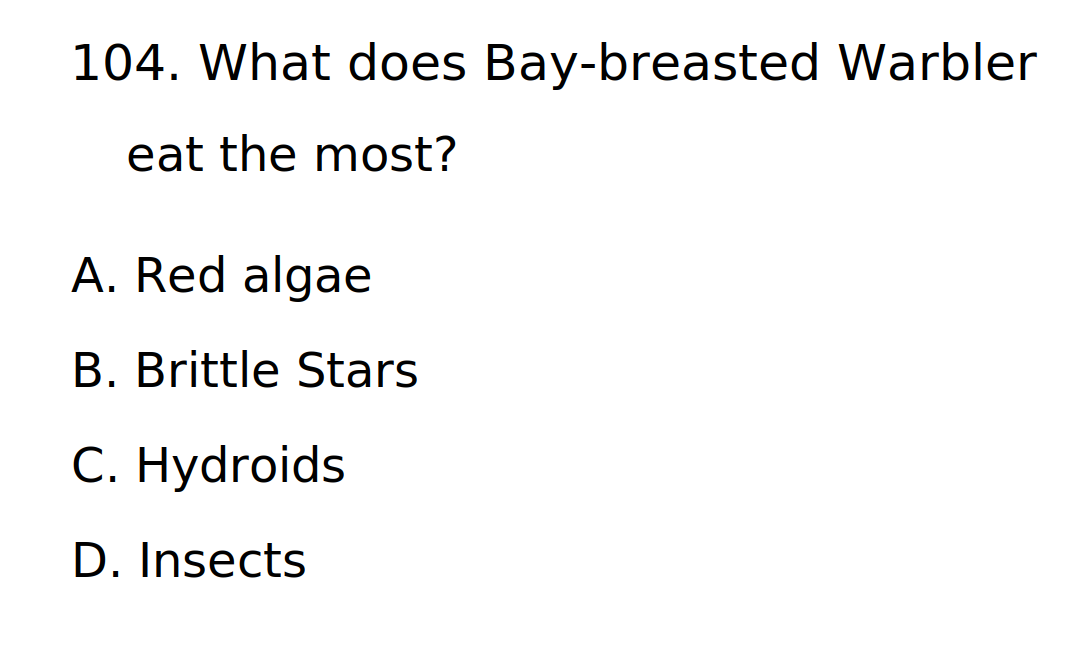 104. What does Bay-breasted Warbler
eat the most?
A. Red algae
B. Brittle Stars
C. Hydroids
D. Insects